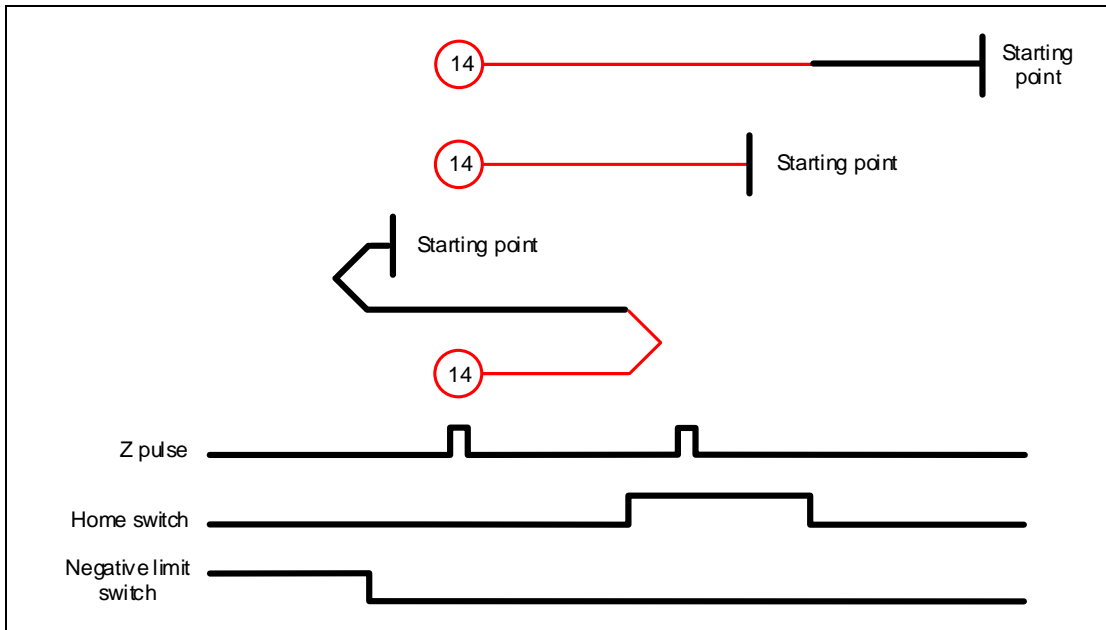 14
Starting
point
14
Starting point
Starting point
14
Z pulse
Home switch
Negative limit
switch